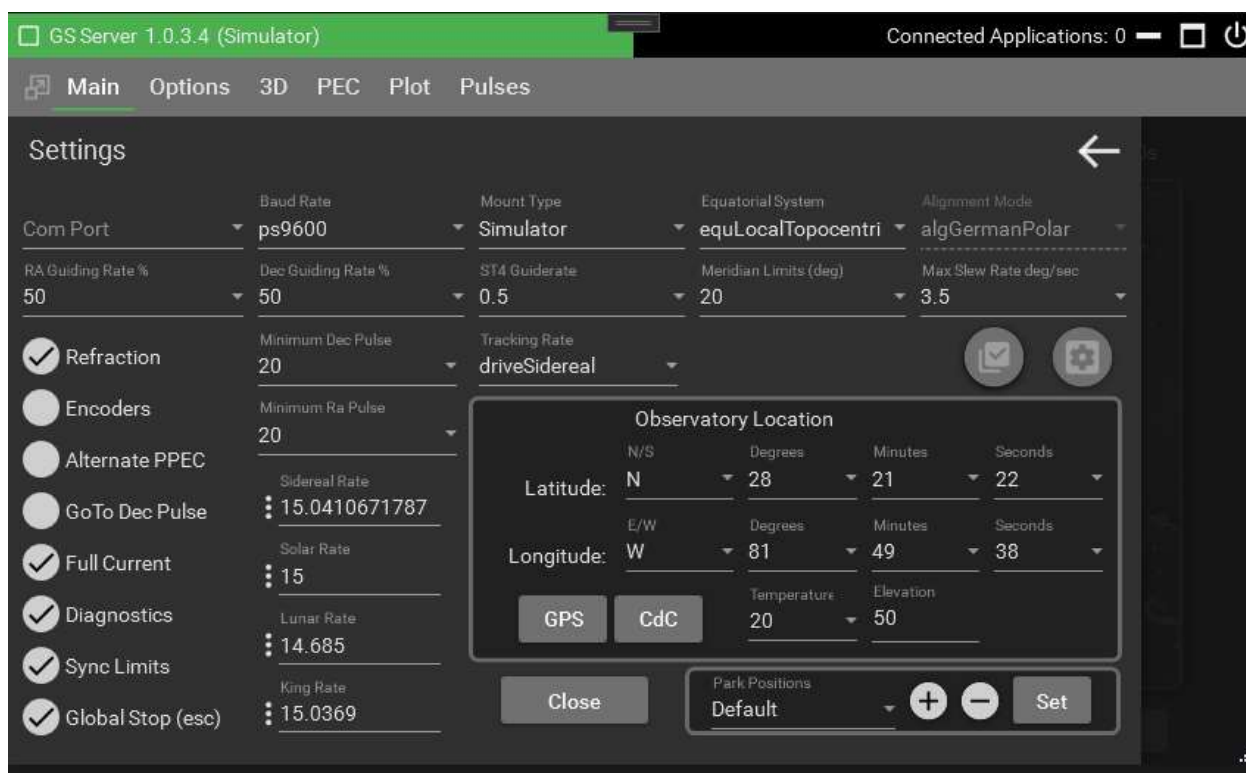 GS Server 1.0.3.4 (Simulator) Connected Applications: 0
Main Options 3D PEC Plot Pulses
Settings
Baud Rate Mount Type Equatorial System Alignment Mode
Com Port ps9600 Simulator equLocalTopocentri algGermanPolar
RA Guiding Rate % Dec Guiding Rate % ST4 Guiderate Meridian Limits (deg) Max Slew Rate deg/sec
50 50 0.5 20 3.5
Refraction
Encoders
Alternate PPEC
GoTo Dec Pulse
Full Current
Diagnostics
Sync Limits
Global Stop (esc)
Minimum Dec Pulse
20
Minimum Ra Pulse
20
Sidereal Rate
15.0410671787
Solar Rate
15
Lunar Rate
14.685
King Rate
15.0369
Tracking Rate
driveSidereal
Observatory Location
N/S Degrees Minutes Seconds
Latitude: N 28 21 22
E/W Degrees Minutes Seconds
Longitude: W 81 49 38
Temperature Elevation
GPS CdC 20 50
Close
Park Positions
Default Set